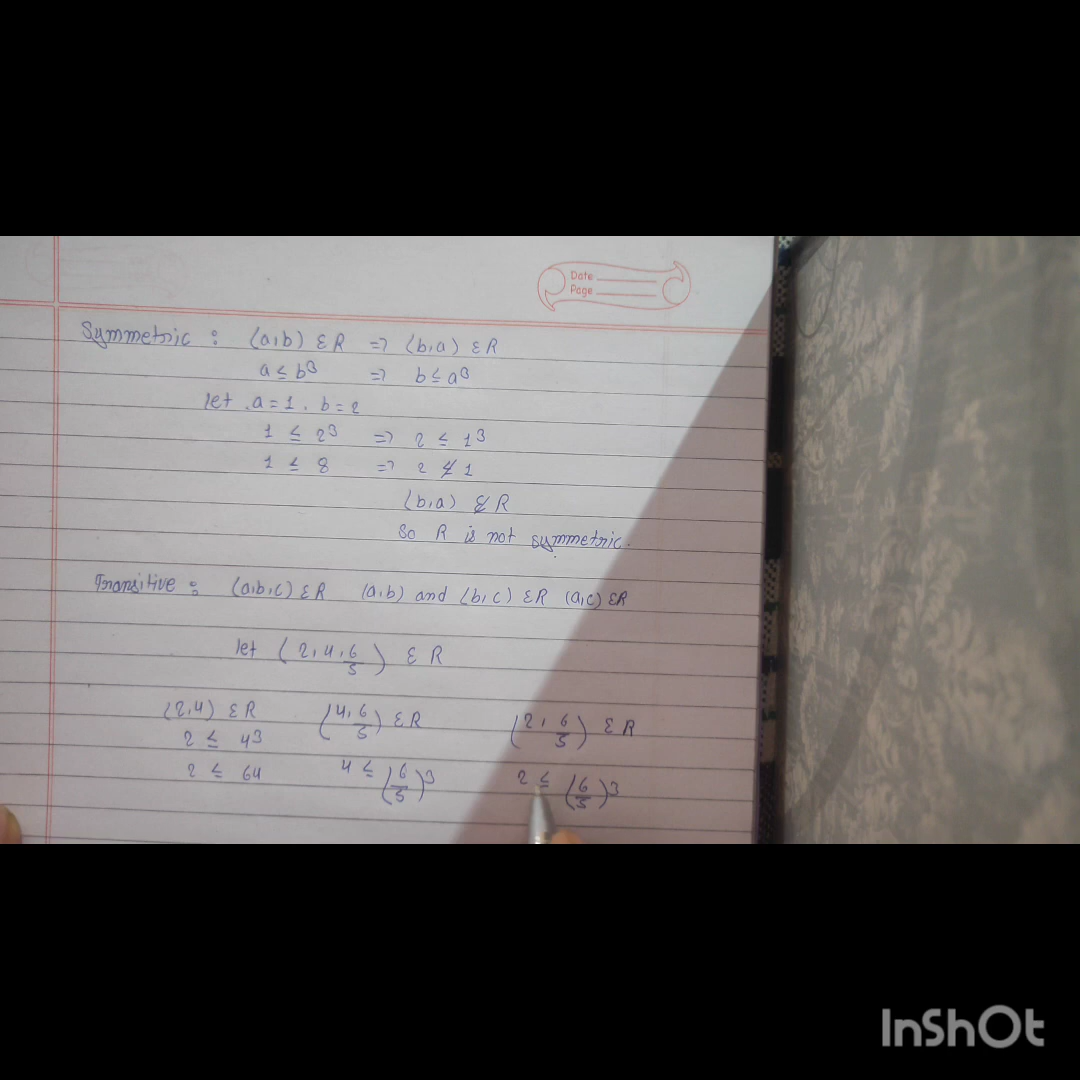 Date
Page
Symmetric : (a,b) Ɛ R => (b,a) Ɛ R
a ≤ b³ => b ≤ a³
let a = 1, b = 2
1 ≤ 2³ => 2 ≤ 1³
1 ≤ 8 => 2 ≰ 1
(b,a) ∉ R
So R is not symmetric.
Transitive : (a,b,c) Ɛ R (a,b) and (b,c) Ɛ R (a,c) Ɛ R
let (2,4,6/5) Ɛ R
(2,4) Ɛ R (4,6/5) Ɛ R (2,6/5) Ɛ R
2 ≤ 4³
2 ≤ 64 4 ≤ (6/5)³ 2 ≤ (6/5)³
InShOt